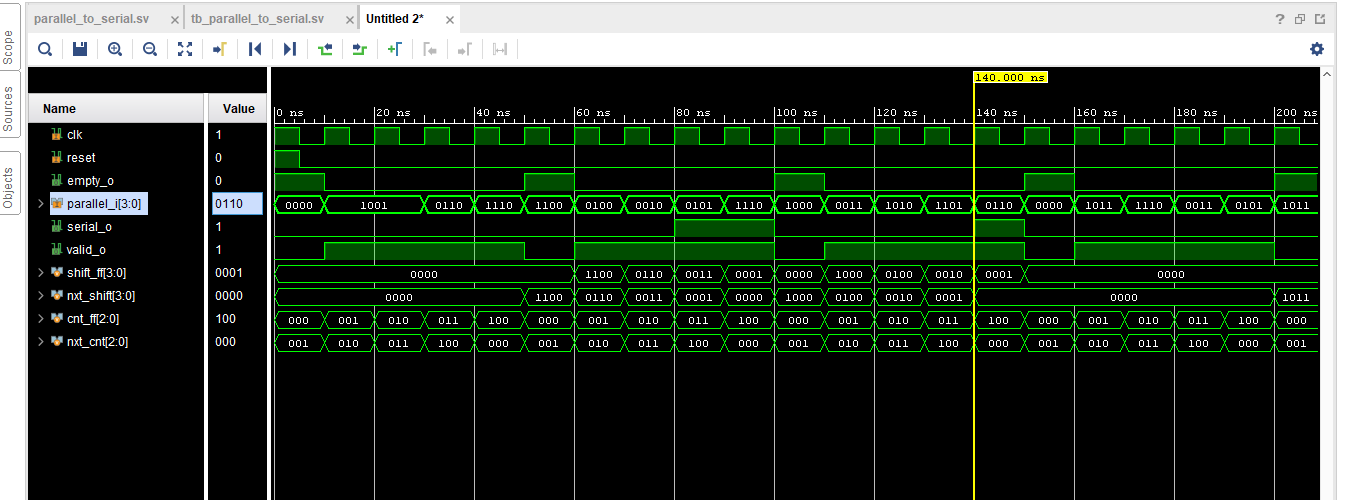 parallel_to_serial.sv × tb_parallel_to_serial.sv × Untitled 2* ×
?
Scope
Sources
Objects
140.000 ns
Name Value
0 ns 20 ns 40 ns 60 ns 80 ns 100 ns 120 ns 140 ns 160 ns 180 ns 200 ns
clk 1
reset 0
empty_o 0
parallel_i[3:0] 0110 0000 1001 0110 1110 1100 0100 0010 0101 1110 1000 0011 1010 1101 0110 0000 1011 1110 0011 0101 1011
serial_o 1
valid_o 1
shift_ff[3:0] 0001 0000 1100 0110 0011 0001 0000 1000 0100 0010 0001 0000
nxt_shift[3:0] 0000 0000 1100 0110 0011 0001 0000 1000 0100 0010 0001 0000 1011
cnt_ff[2:0] 100 000 001 010 011 100 000 001 010 011 100 000 001 010 011 100 000 001 010 011 100 000
nxt_cnt[2:0] 000 001 010 011 100 000 001 010 011 100 000 001 010 011 100 000 001 010 011 100 000 001